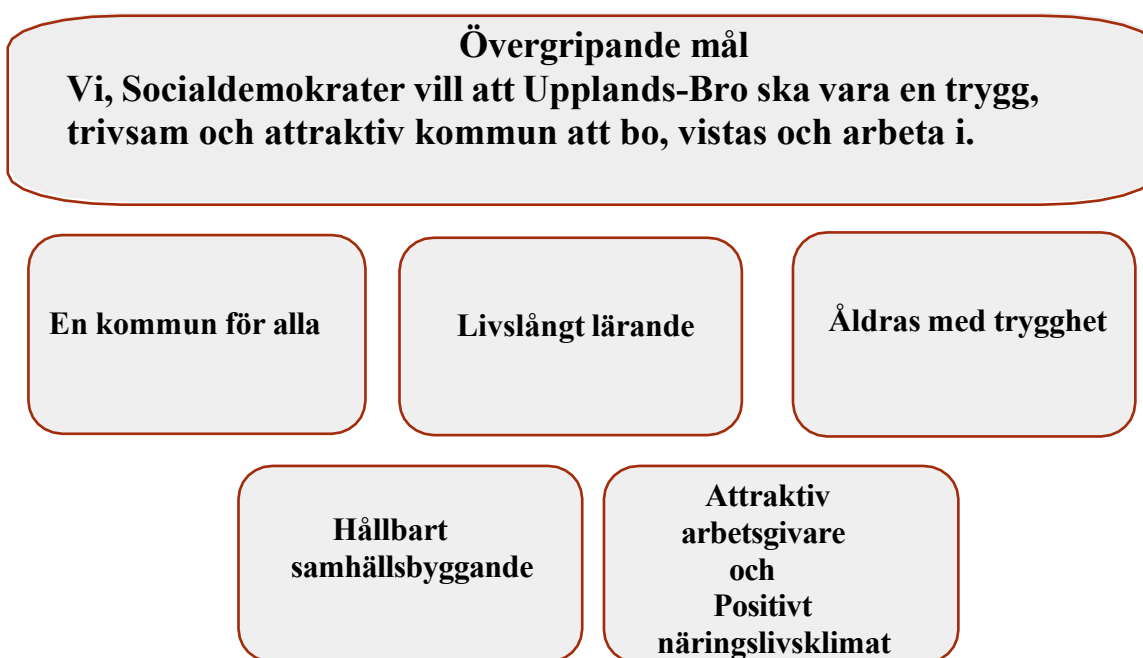 Övergripande mål
Vi, Socialdemokrater vill att Upplands-Bro ska vara en trygg,
trivsam och attraktiv kommun att bo, vistas och arbeta i.
En kommun för alla
Livslångt lärande
Åldras med trygghet
Hållbart
samhällsbyggande
Attraktiv
arbetsgivare
och
Positivt
näringslivsklimat